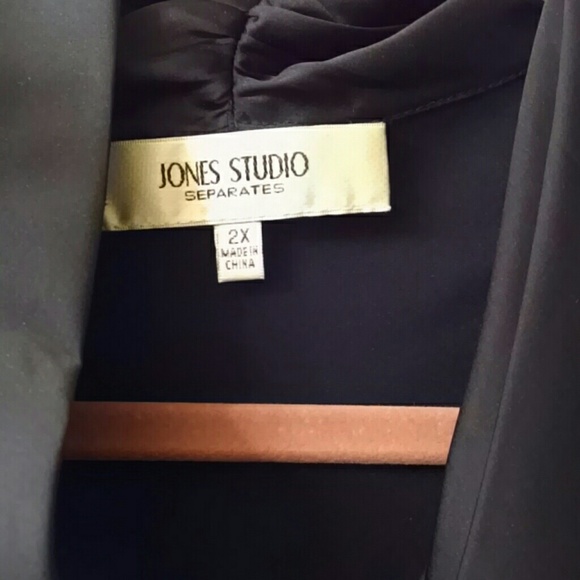 JONES STUDIO
SEPARATES
2X
MADE IN
CHINA